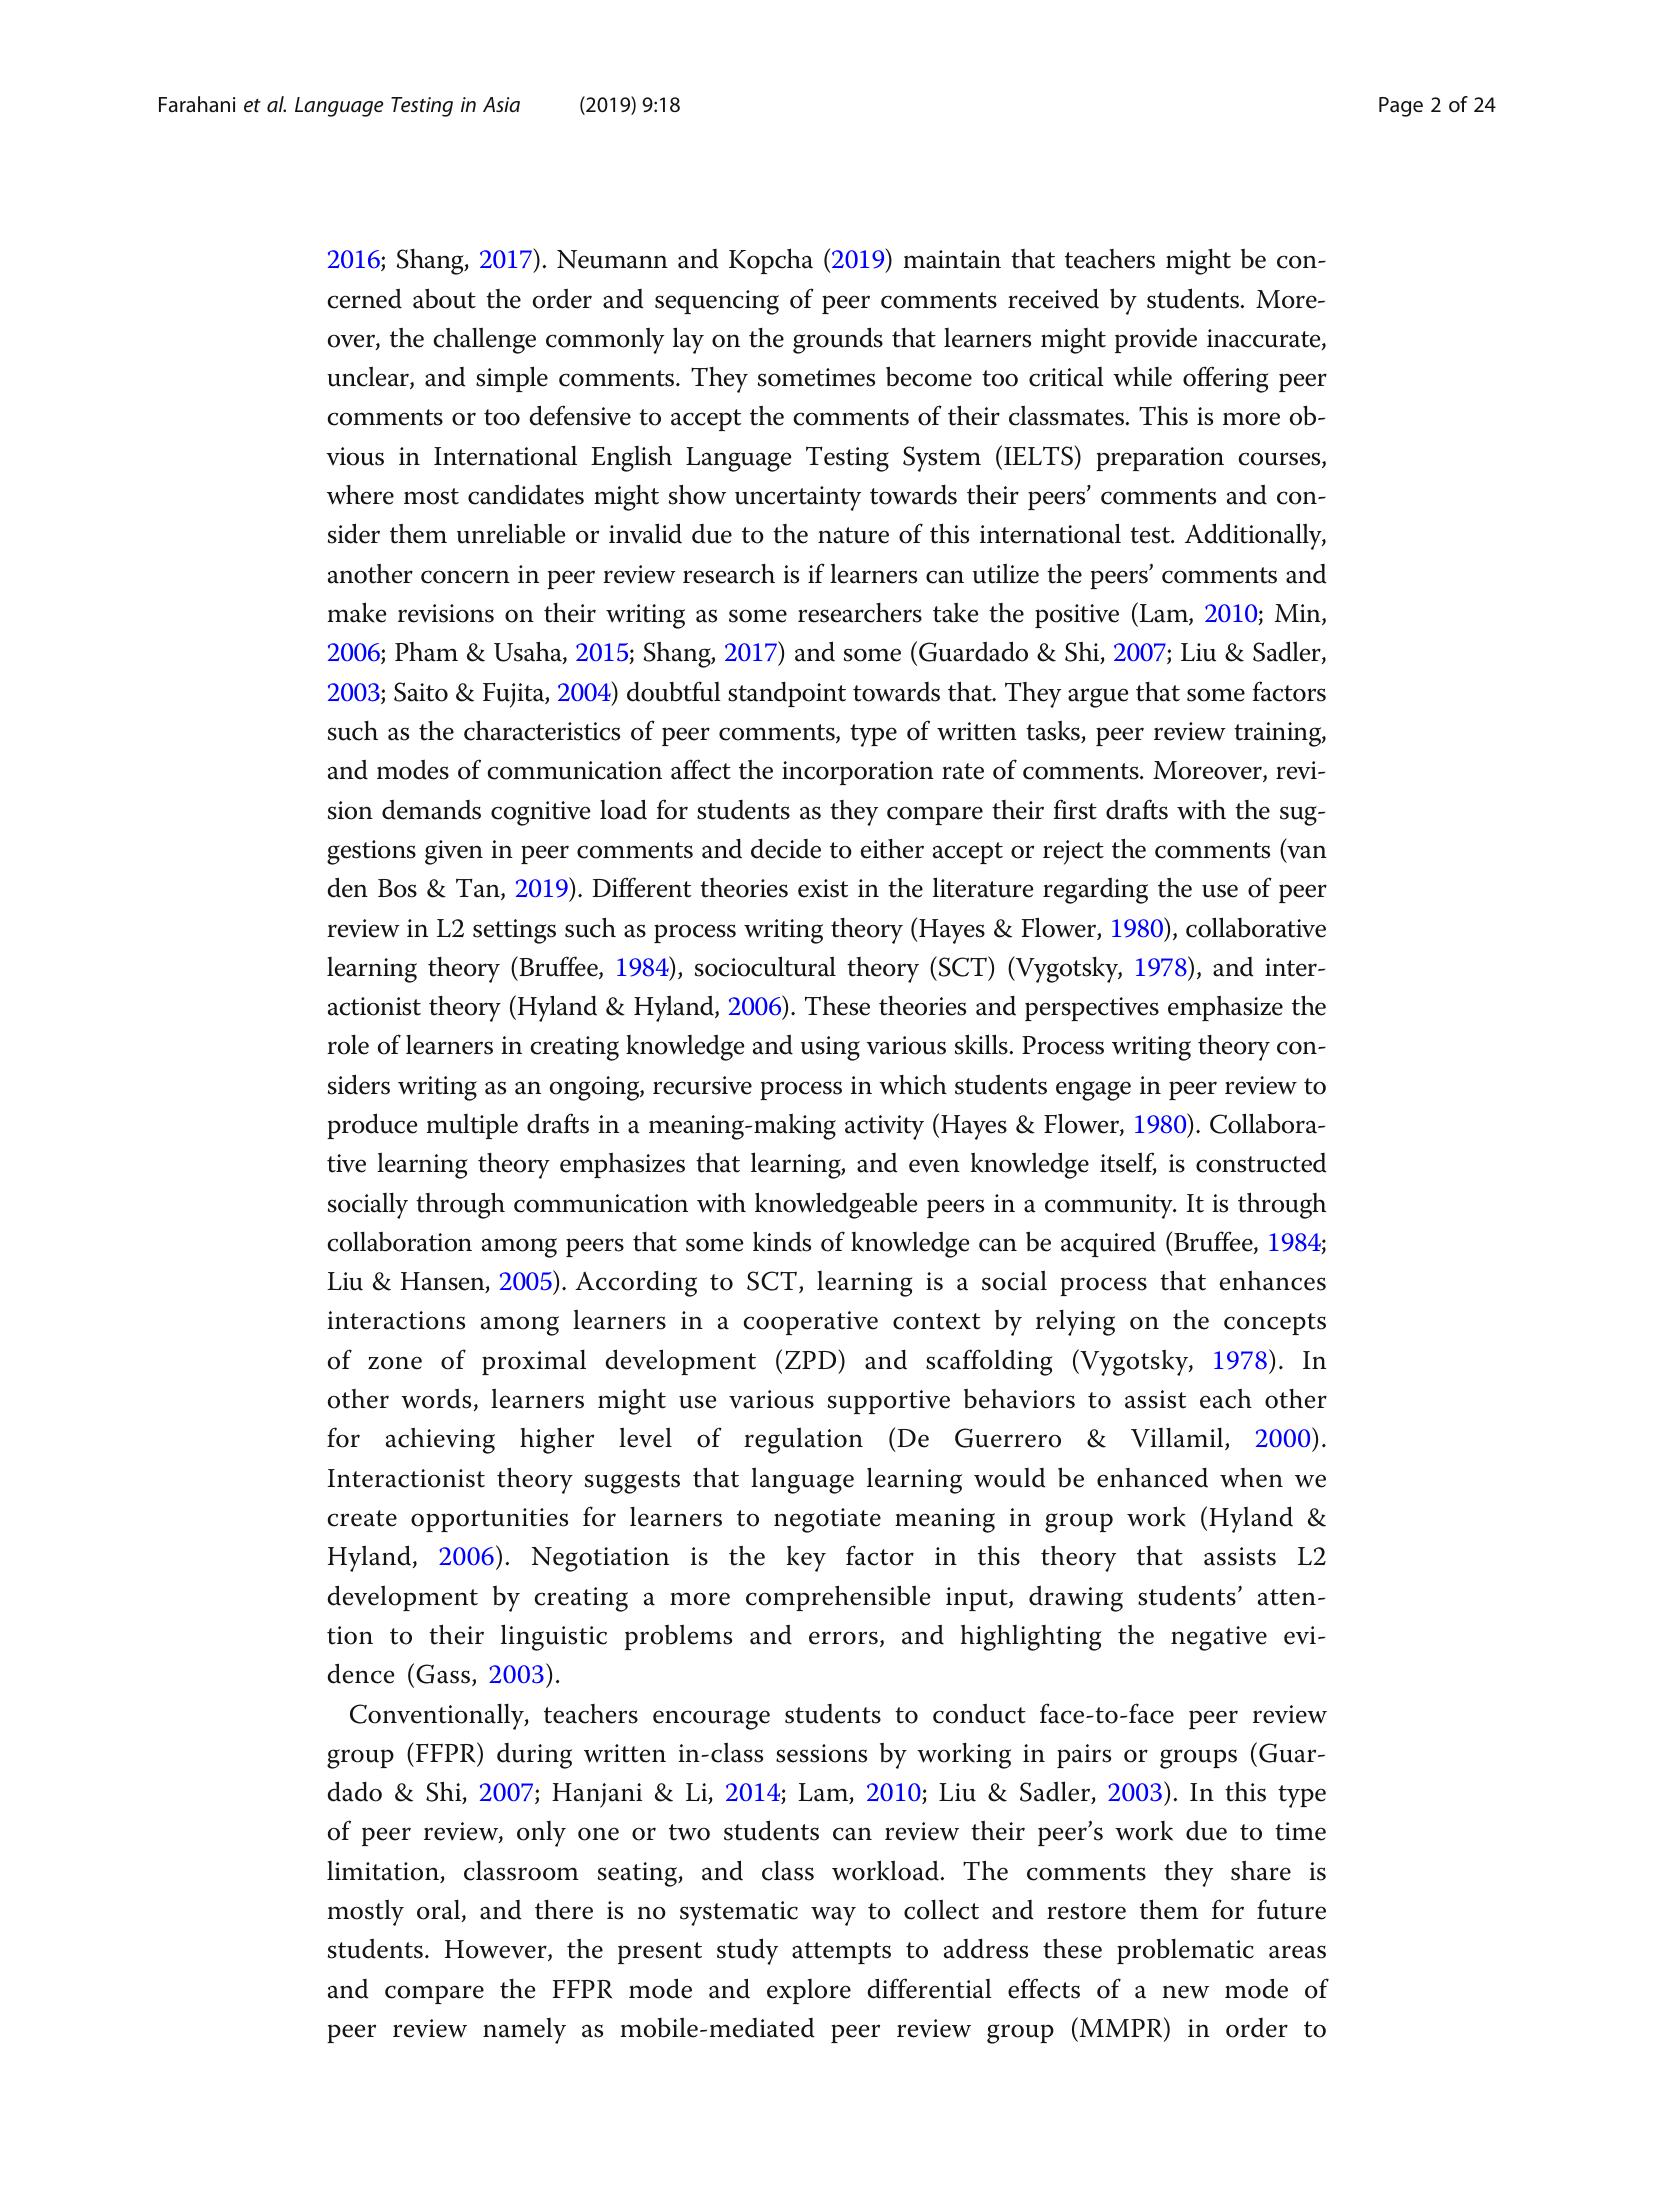 Farahani et al. Language Testing in Asia (2019) 9:18 Page 2 of 24
2016; Shang, 2017). Neumann and Kopcha (2019) maintain that teachers might be con-
cerned about the order and sequencing of peer comments received by students. More-
over, the challenge commonly lay on the grounds that learners might provide inaccurate,
unclear, and simple comments. They sometimes become too critical while offering peer
comments or too defensive to accept the comments of their classmates. This is more ob-
vious in International English Language Testing System (IELTS) preparation courses,
where most candidates might show uncertainty towards their peers’ comments and con-
sider them unreliable or invalid due to the nature of this international test. Additionally,
another concern in peer review research is if learners can utilize the peers’ comments and
make revisions on their writing as some researchers take the positive (Lam, 2010; Min,
2006; Pham & Usaha, 2015; Shang, 2017) and some (Guardado & Shi, 2007; Liu & Sadler,
2003; Saito & Fujita, 2004) doubtful standpoint towards that. They argue that some factors
such as the characteristics of peer comments, type of written tasks, peer review training,
and modes of communication affect the incorporation rate of comments. Moreover, revi-
sion demands cognitive load for students as they compare their first drafts with the sug-
gestions given in peer comments and decide to either accept or reject the comments (van
den Bos & Tan, 2019). Different theories exist in the literature regarding the use of peer
review in L2 settings such as process writing theory (Hayes & Flower, 1980), collaborative
learning theory (Bruffee, 1984), sociocultural theory (SCT) (Vygotsky, 1978), and inter-
actionist theory (Hyland & Hyland, 2006). These theories and perspectives emphasize the
role of learners in creating knowledge and using various skills. Process writing theory con-
siders writing as an ongoing, recursive process in which students engage in peer review to
produce multiple drafts in a meaning-making activity (Hayes & Flower, 1980). Collabora-
tive learning theory emphasizes that learning, and even knowledge itself, is constructed
socially through communication with knowledgeable peers in a community. It is through
collaboration among peers that some kinds of knowledge can be acquired (Bruffee, 1984;
Liu & Hansen, 2005). According to SCT, learning is a social process that enhances
interactions among learners in a cooperative context by relying on the concepts
of zone of proximal development (ZPD) and scaffolding (Vygotsky, 1978). In
other words, learners might use various supportive behaviors to assist each other
for achieving higher level of regulation (De Guerrero & Villamil, 2000).
Interactionist theory suggests that language learning would be enhanced when we
create opportunities for learners to negotiate meaning in group work (Hyland &
Hyland, 2006). Negotiation is the key factor in this theory that assists L2
development by creating a more comprehensible input, drawing students’ atten-
tion to their linguistic problems and errors, and highlighting the negative evi-
dence (Gass, 2003).
Conventionally, teachers encourage students to conduct face-to-face peer review
group (FFPR) during written in-class sessions by working in pairs or groups (Guar-
dado & Shi, 2007; Hanjani & Li, 2014; Lam, 2010; Liu & Sadler, 2003). In this type
of peer review, only one or two students can review their peer’s work due to time
limitation, classroom seating, and class workload. The comments they share is
mostly oral, and there is no systematic way to collect and restore them for future
students. However, the present study attempts to address these problematic areas
and compare the FFPR mode and explore differential effects of a new mode of
peer review namely as mobile-mediated peer review group (MMPR) in order to